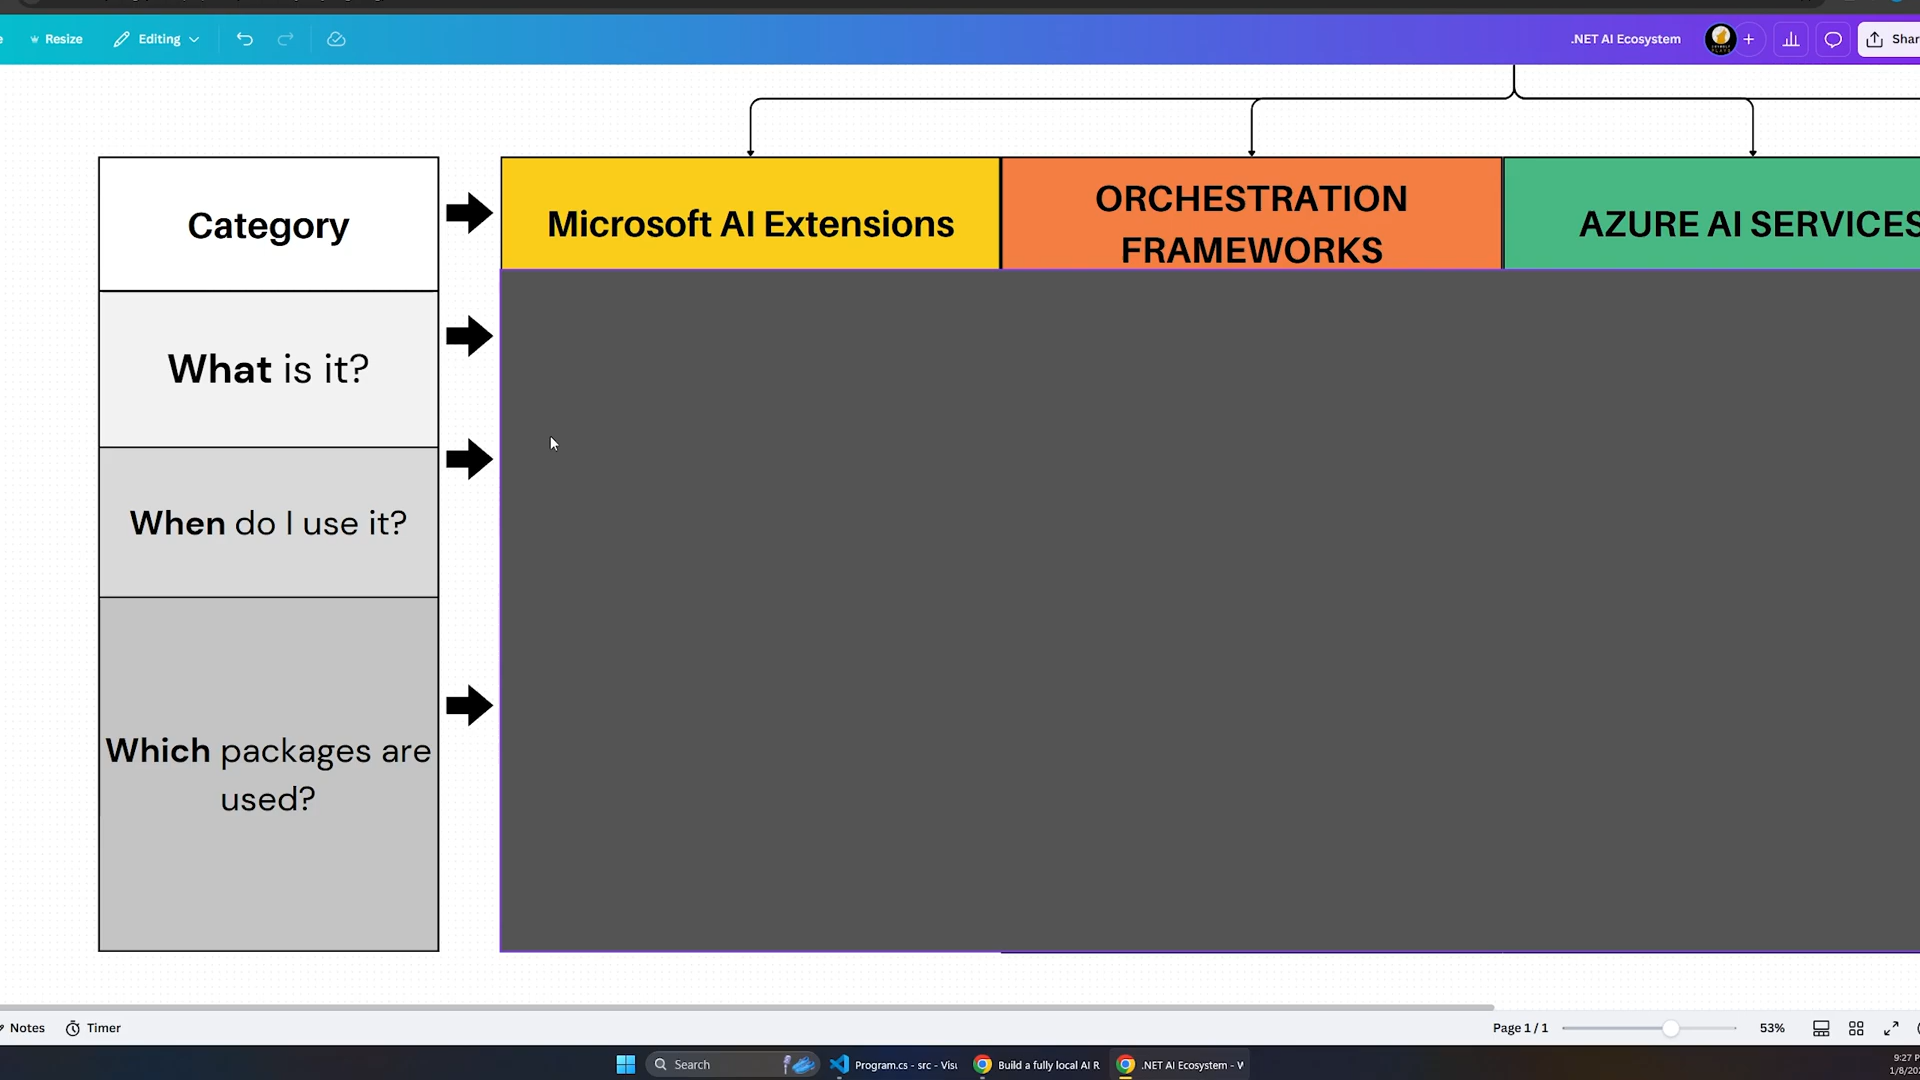 Resize
Editing
.NET AI Ecosystem
Category
Microsoft AI Extensions
ORCHESTRATION
FRAMEWORKS
AZURE AI SERVICES
What is it?
When do I use it?
Which packages are
used?
Notes
Timer
Page 1 / 1
53%
Search
Program.cs - src - Visu
Build a fully local AI R
.NET AI Ecosystem - W
9:27 P